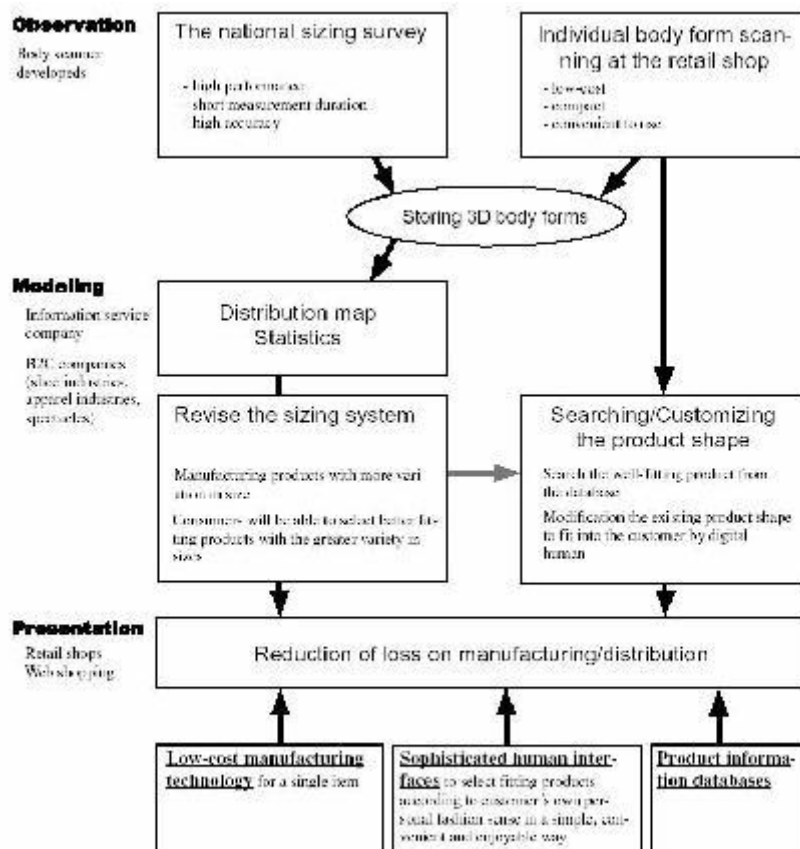 Observation
Body scanner
developeds
The national sizing survey
- high performance
- short measurement duration
- high accuracy
Individual body form scan-
ning at the retail shop
- low-cost
- compact
- convenient to use
Storing 3D body forms
Modeling
Information service
company
B2C companies
(shoe industries,
apparel industries,
spectacles)
Distribution map
Statistics
Revise the sizing system
Manufacturing products with more vari
ation in size
Consumers will be able to select better fit-
ting products with the greater variety in
sizes
Searching/Customizing
the product shape
Search the well-fitting product from
the database
Modification the existing product shape
to fit into the customer by digital
human
Presentation
Retail shops
Web shopping
Reduction of loss on manufacturing/distribution
Low-cost manufacturing
technology for a single item
Sophisticated human inter-
faces to select fitting products
according to customer's own per-
sonal fashion sense in a simple, con-
venient and enjoyable way
Product informa-
tion databases